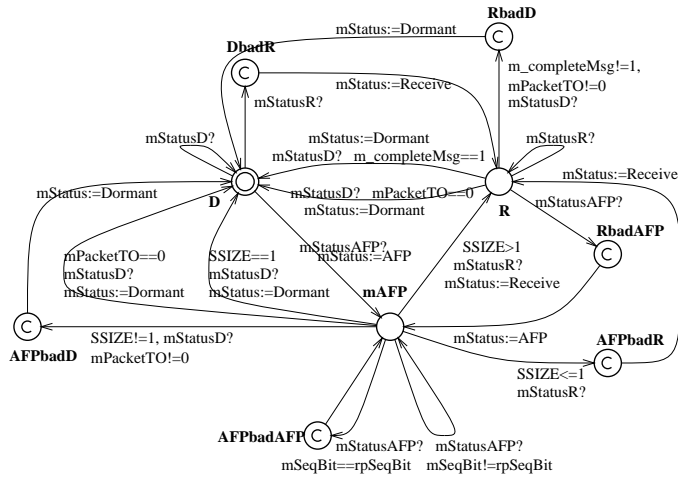 RbadD
mStatus:=Dormant
C
DbadR
C
m_completeMsg!=1,
mPacketTO!=0
mStatusD?
mStatus:=Receive
mStatusR?
mStatusD?
mStatus:=Dormant
mStatusD? m_completeMsg==1
mStatusR?
mStatus:=Receive
mStatus:=Dormant
D
mStatusD? mPacketTO==0
mStatus:=Dormant
R
mStatusAFP?
RbadAFP
C
mStatusAFP?
mStatus:=AFP
mPacketTO==0
mStatusD?
mStatus:=Dormant
SSIZE==1
mStatusD?
mStatus:=Dormant
mAFP
SSIZE>1
mStatusR?
mStatus:=Receive
C
AFPbadD
SSIZE!=1, mStatusD?
mPacketTO!=0
mStatus:=AFP
AFPbadR
C
SSIZE<=1
mStatusR?
AFPbadAFP
C
mStatusAFP?
mSeqBit==rpSeqBit
mStatusAFP?
mSeqBit!=rpSeqBit